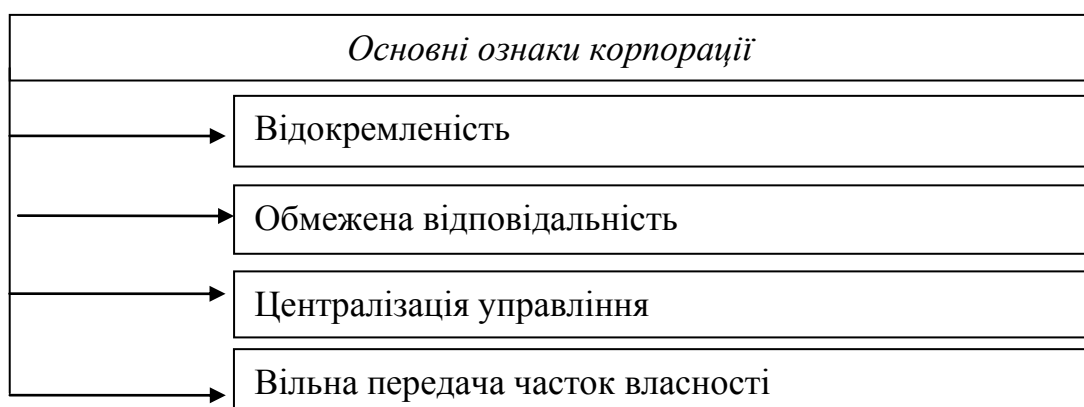 Основні ознаки корпорації
Відокремленість
Обмежена відповідальність
Централізація управління
Вільна передача часток власності